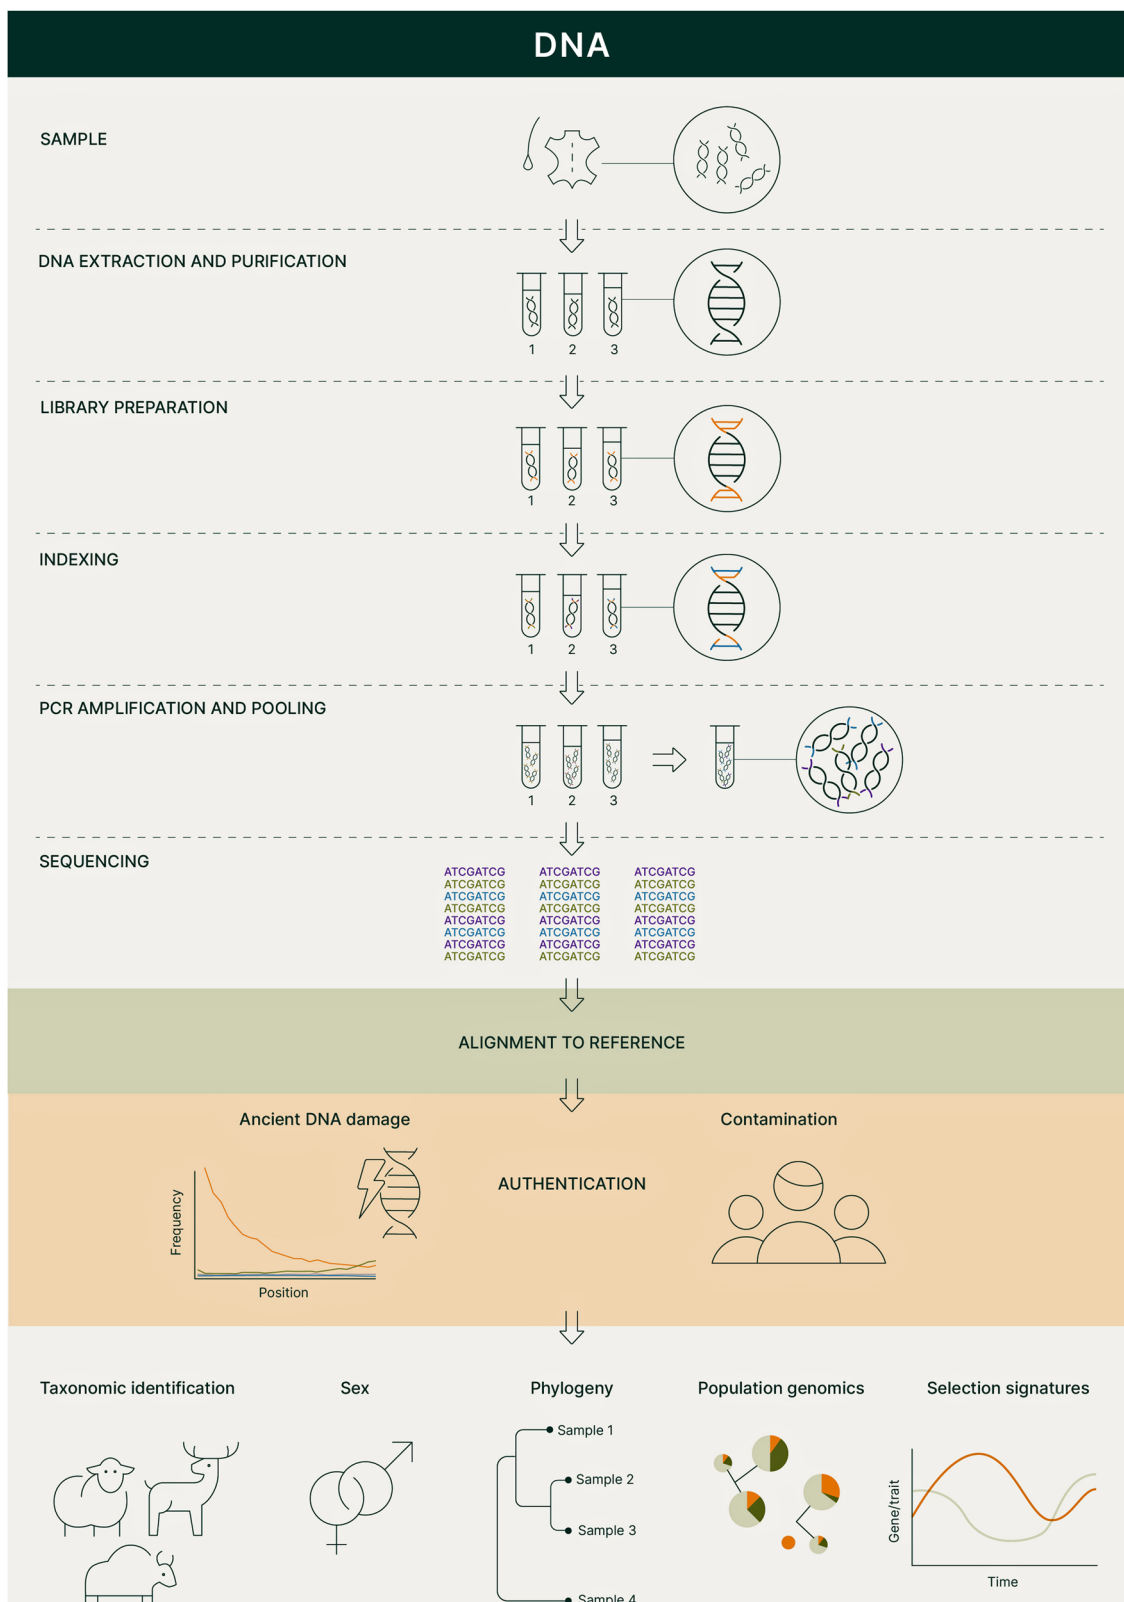 DNA
SAMPLE
DNA EXTRACTION AND PURIFICATION
1 2 3
LIBRARY PREPARATION
1 2 3
INDEXING
1 2 3
PCR AMPLIFICATION AND POOLING
1 2 3
SEQUENCING
ATCGATCG ATCGATCG ATCGATCG
ATCGATCG ATCGATCG ATCGATCG
ATCGATCG ATCGATCG ATCGATCG
ATCGATCG ATCGATCG ATCGATCG
ATCGATCG ATCGATCG ATCGATCG
ATCGATCG ATCGATCG ATCGATCG
ATCGATCG ATCGATCG ATCGATCG
ATCGATCG ATCGATCG ATCGATCG
ALIGNMENT TO REFERENCE
Ancient DNA damage
Contamination
AUTHENTICATION
Frequency
Position
Taxonomic identification
Sex
Phylogeny
Sample 1
Sample 2
Sample 3
Sample 4
Population genomics
Selection signatures
Gene/trait
Time